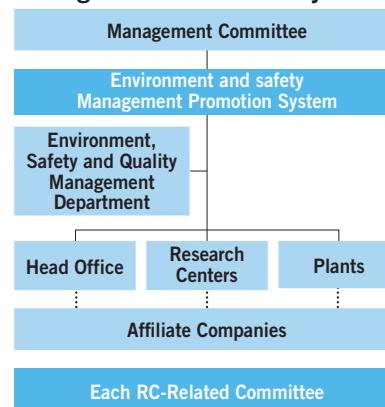 Management Committee
Environment and safety
Management Promotion System
Environment,
Safety and Quality
Management
Department
Head Office
Research
Centers
Plants
Affiliate Companies
Each RC-Related Committee